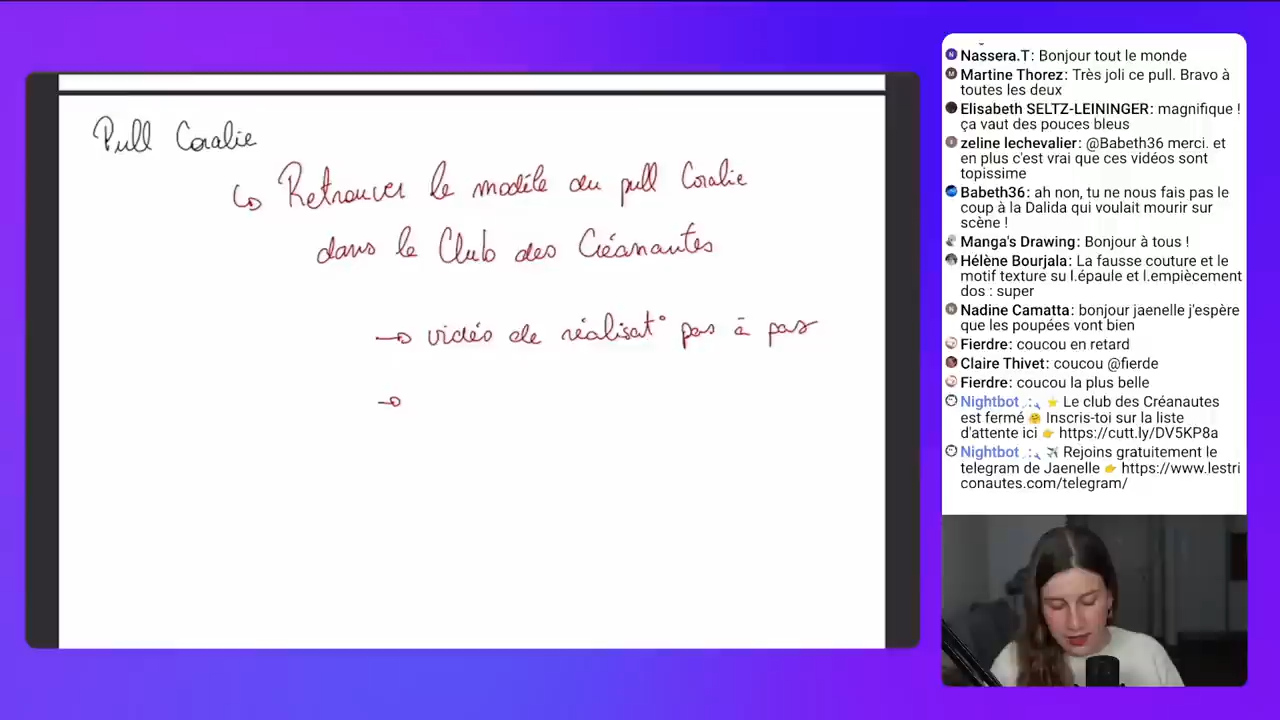 Pull Coralie
↳ Retrouver le modèle du pull Coralie
dans le Club des Créanautes
→ vidéo de réalisat° pas à pas
→
Nassera.T: Bonjour tout le monde
Martine Thorez: Très joli ce pull. Bravo à
toutes les deux
Elisabeth SELTZ-LEININGER: magnifique !
ça vaut des pouces bleus
zeline lechevalier: @Babeth36 merci. et
en plus c'est vrai que ces vidéos sont
topissime
Babeth36: ah non, tu ne nous fais pas le
coup à la Dalida qui voulait mourir sur
scène !
Manga's Drawing: Bonjour à tous !
Hélène Bourjala: La fausse couture et le
motif texture su l.épaule et l.empiècement
dos : super
Nadine Camatta: bonjour jaenelle j'espère
que les poupées vont bien
Fierdre: coucou en retard
Claire Thivet: coucou @fierde
Fierdre: coucou la plus belle
Nightbot : ⭐ Le club des Créanautes
est fermé 🤗 Inscris-toi sur la liste
d'attente ici 👉 https://cutt.ly/DV5KP8a
Nightbot : ✈️ Rejoins gratuitement le
telegram de Jaenelle 👉 https://www.lestri
conautes.com/telegram/